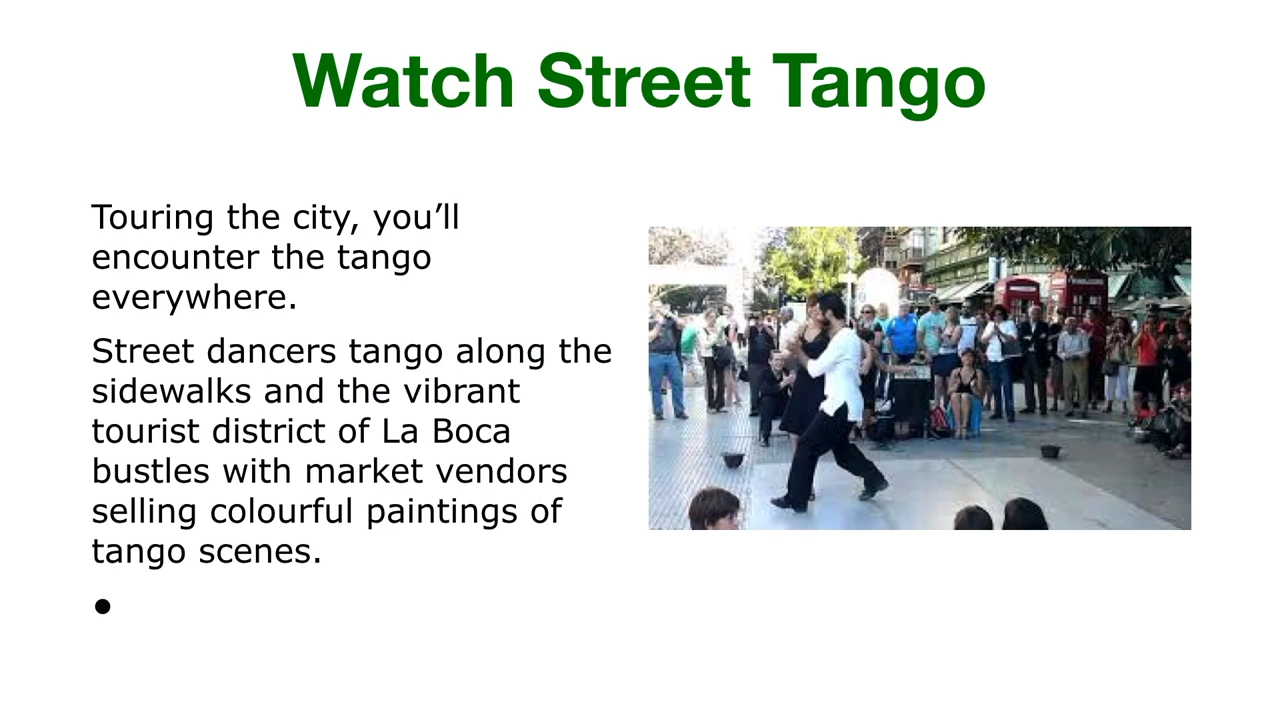 Watch Street Tango
Touring the city, you’ll
encounter the tango
everywhere.
Street dancers tango along the
sidewalks and the vibrant
tourist district of La Boca
bustles with market vendors
selling colourful paintings of
tango scenes.
•